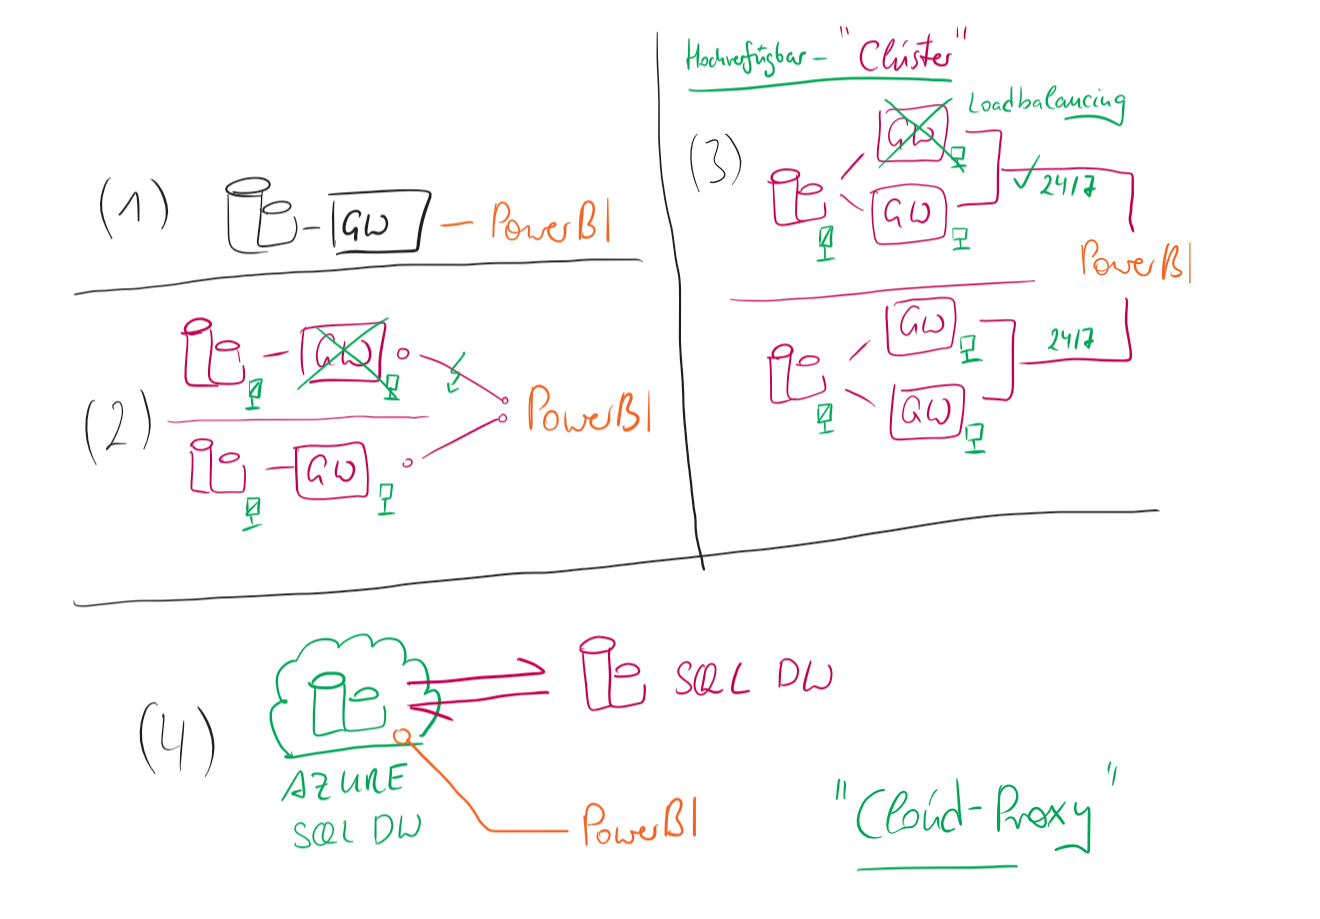 (1)
GW
PowerBI
(2)
GW
GW
PowerBI
Hochverfügbar - "Cluster"
Loadbalancing
(3)
GW
24/7
GW
PowerBI
GW
24/7
GW
(4)
SQL DW
AZURE
SQL DW
PowerBI
"Cloud-Proxy"